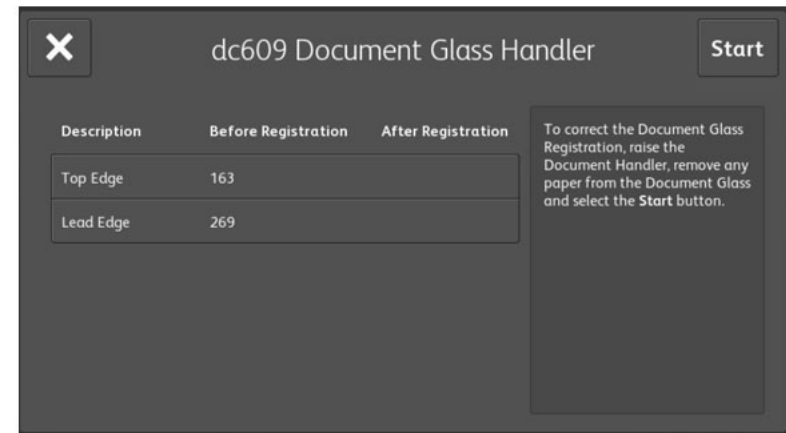 dc609 Document Glass Handler
Start
Description Before Registration After Registration
Top Edge 163
Lead Edge 269
To correct the Document Glass
Registration, raise the
Document Handler, remove any
paper from the Document Glass
and select the Start button.